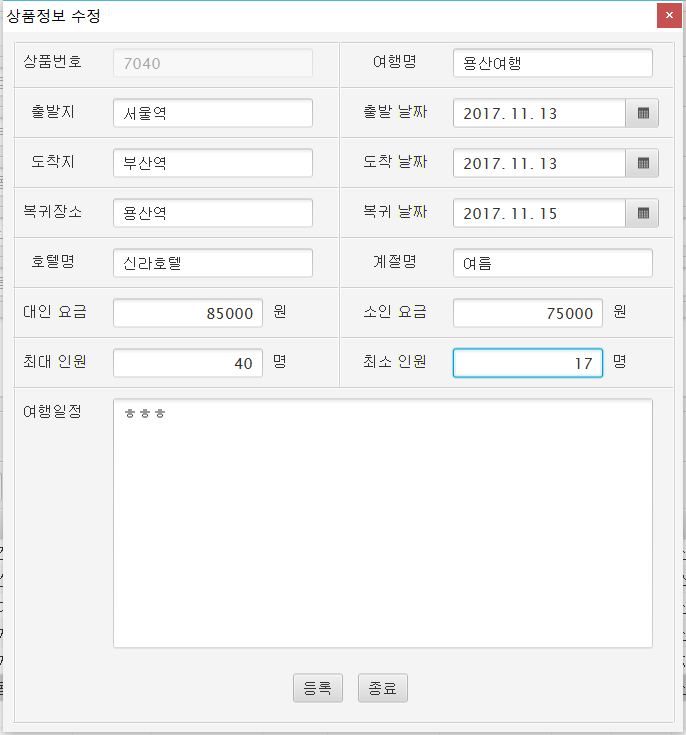 상품정보 수정
상품번호 7040 여행명 용산여행
출발지 서울역 출발 날짜 2017. 11. 13
도착지 부산역 도착 날짜 2017. 11. 13
복귀장소 용산역 복귀 날짜 2017. 11. 15
호텔명 신라호텔 계절명 여름
대인 요금 85000 원 소인 요금 75000 원
최대 인원 40 명 최소 인원 17 명
여행일정 ㅎㅎㅎ
등록 종료